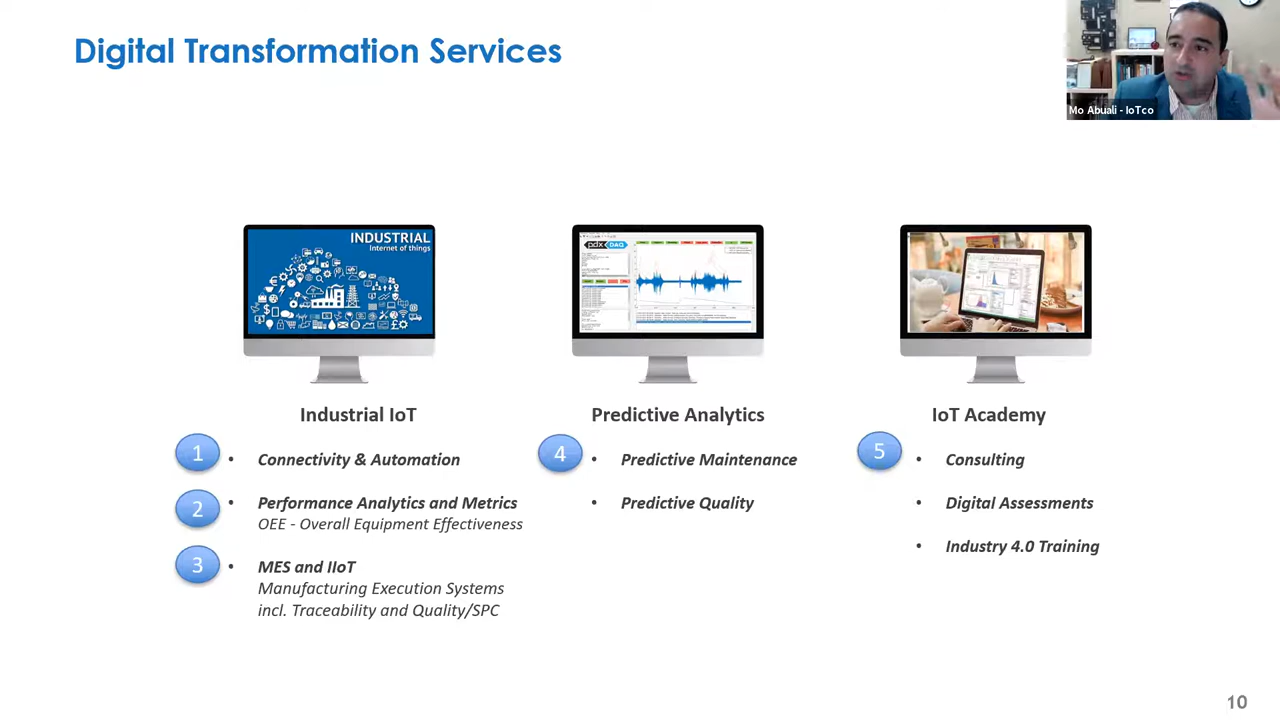 Digital Transformation Services
Mo Abuali - IoTco
INDUSTRIAL
Internet of things
pdx DAQ
Industrial IoT
Predictive Analytics
IoT Academy
1
• Connectivity & Automation
2
• Performance Analytics and Metrics
OEE - Overall Equipment Effectiveness
3
• MES and IIoT
Manufacturing Execution Systems
incl. Traceability and Quality/SPC
4
• Predictive Maintenance
• Predictive Quality
5
• Consulting
• Digital Assessments
• Industry 4.0 Training
10